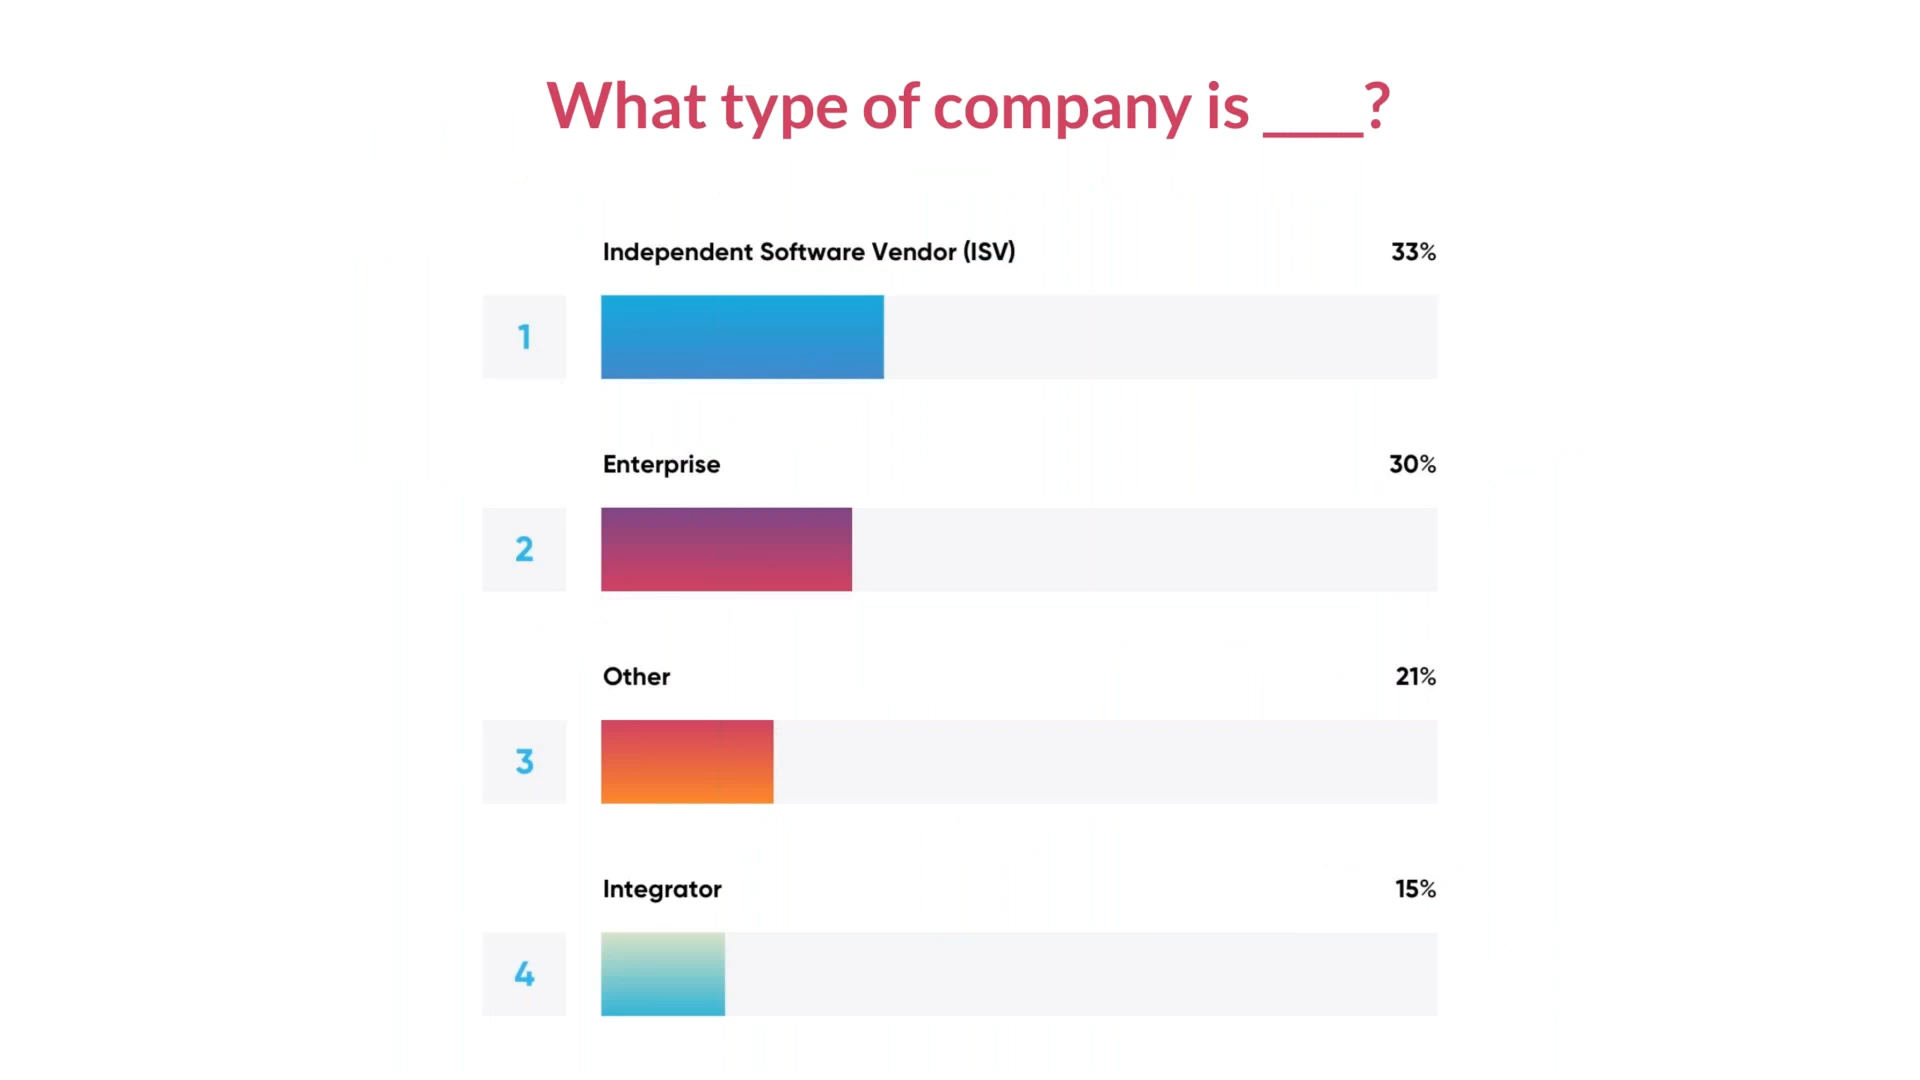 What type of company is ____?
Independent Software Vendor (ISV) 33%
1
Enterprise 30%
2
Other 21%
3
Integrator 15%
4